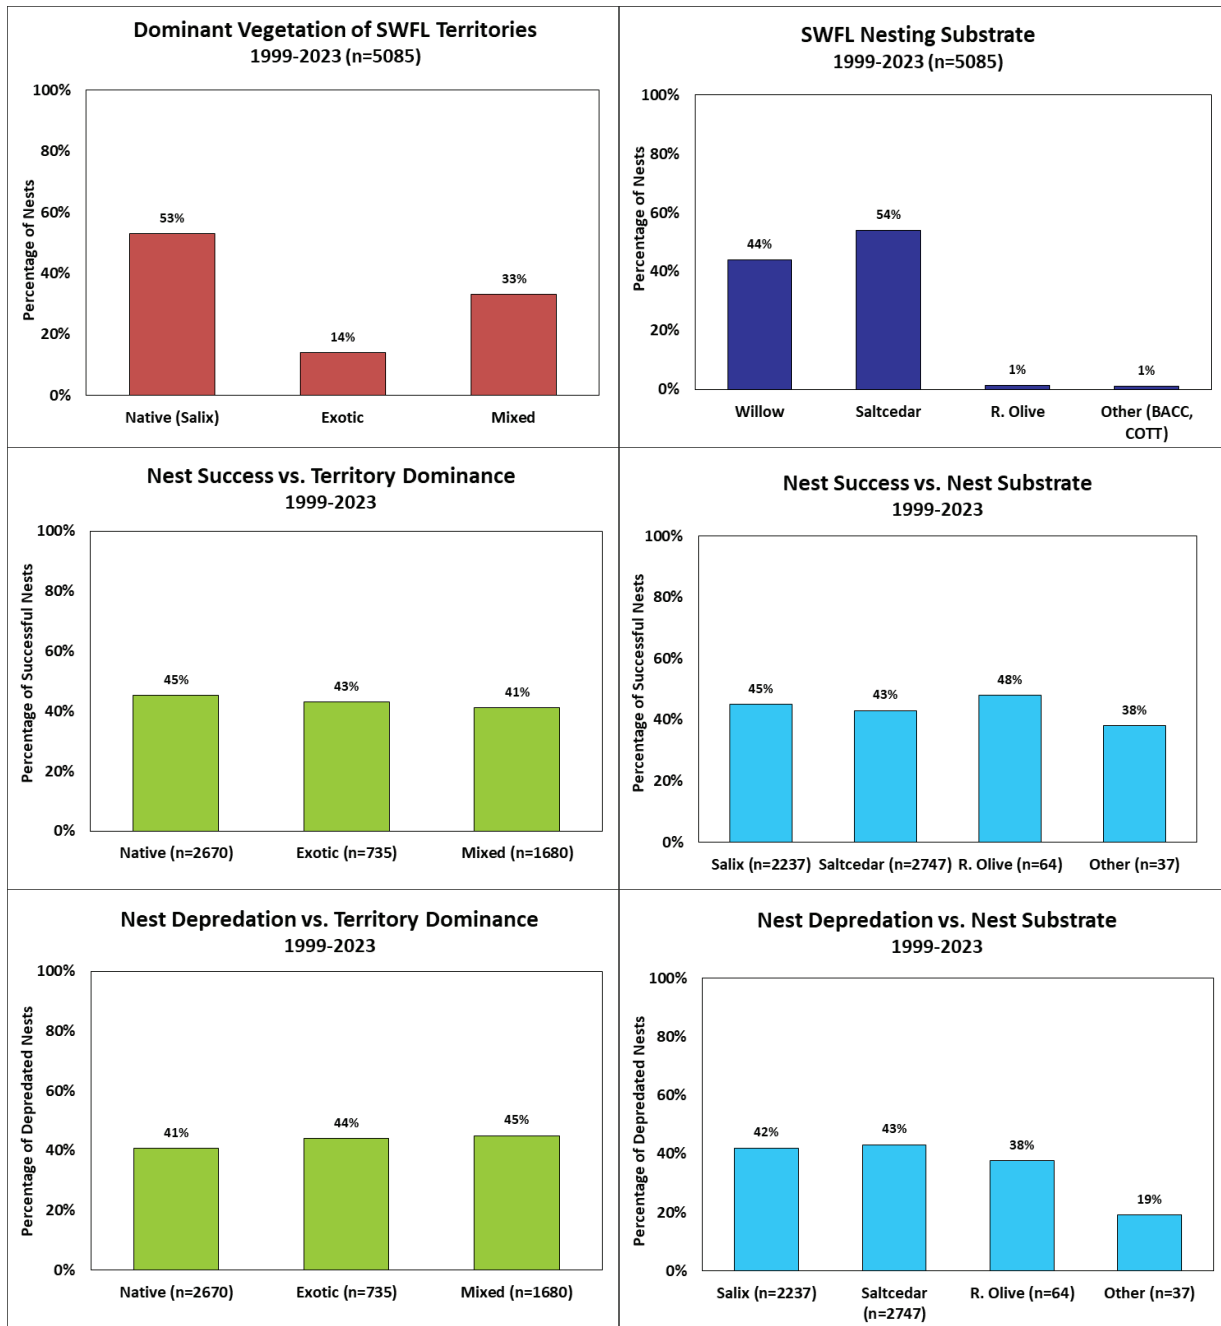 Dominant Vegetation of SWFL Territories
1999-2023 (n=5085)
Percentage of Nests
100%
80%
60%
40%
20%
0%
53%
14%
33%
Native (Salix)
Exotic
Mixed
SWFL Nesting Substrate
1999-2023 (n=5085)
Percentage of Nests
100%
80%
60%
40%
20%
0%
44%
54%
1%
1%
Willow
Saltcedar
R. Olive
Other (BACC,
COTT)
Nest Success vs. Territory Dominance
1999-2023
Percentage of Successful Nests
100%
80%
60%
40%
20%
0%
45%
43%
41%
Native (n=2670)
Exotic (n=735)
Mixed (n=1680)
Nest Success vs. Nest Substrate
1999-2023
Percentage of Successful Nests
100%
80%
60%
40%
20%
0%
45%
43%
48%
38%
Salix (n=2237)
Saltcedar (n=2747)
R. Olive (n=64)
Other (n=37)
Nest Depredation vs. Territory Dominance
1999-2023
Percentage of Depredated Nests
100%
80%
60%
40%
20%
0%
41%
44%
45%
Native (n=2670)
Exotic (n=735)
Mixed (n=1680)
Nest Depredation vs. Nest Substrate
1999-2023
Percentage of Depredated Nests
100%
80%
60%
40%
20%
0%
42%
43%
38%
19%
Salix (n=2237)
Saltcedar
(n=2747)
R. Olive (n=64)
Other (n=37)